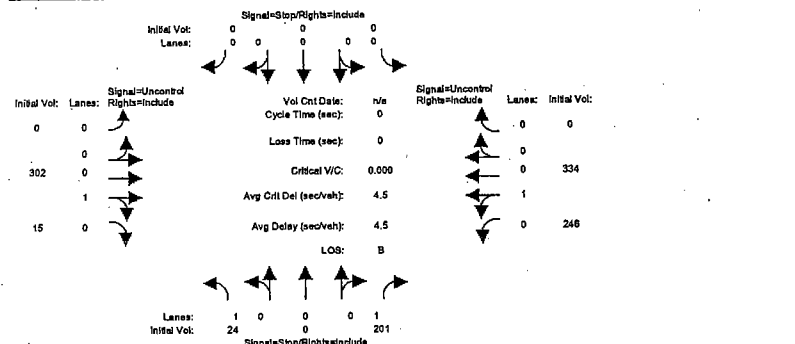 Signal=Stop/Rights=Include
Initial Vol: 0 0 0
Lanes: 0 0 0 0 0
Signal=Uncontrol
Initial Vol: Lanes: Rights=Include
Vol Cnt Date: n/a
Cycle Time (sec): 0
Signal=Uncontrol
Rights=Include Lanes: Initial Vol:
0 0
0 0
Loss Time (sec): 0
0
0
302 0
Critical V/C: 0.000
0 334
1
Avg Crit Del (sec/veh): 4.5
1
15 0
Avg Delay (sec/veh): 4.5
0 246
LOS: B
Lanes: 1 0 0 0 1
Initial Vol: 24 0 201
Signal=Stop/Rights=Include